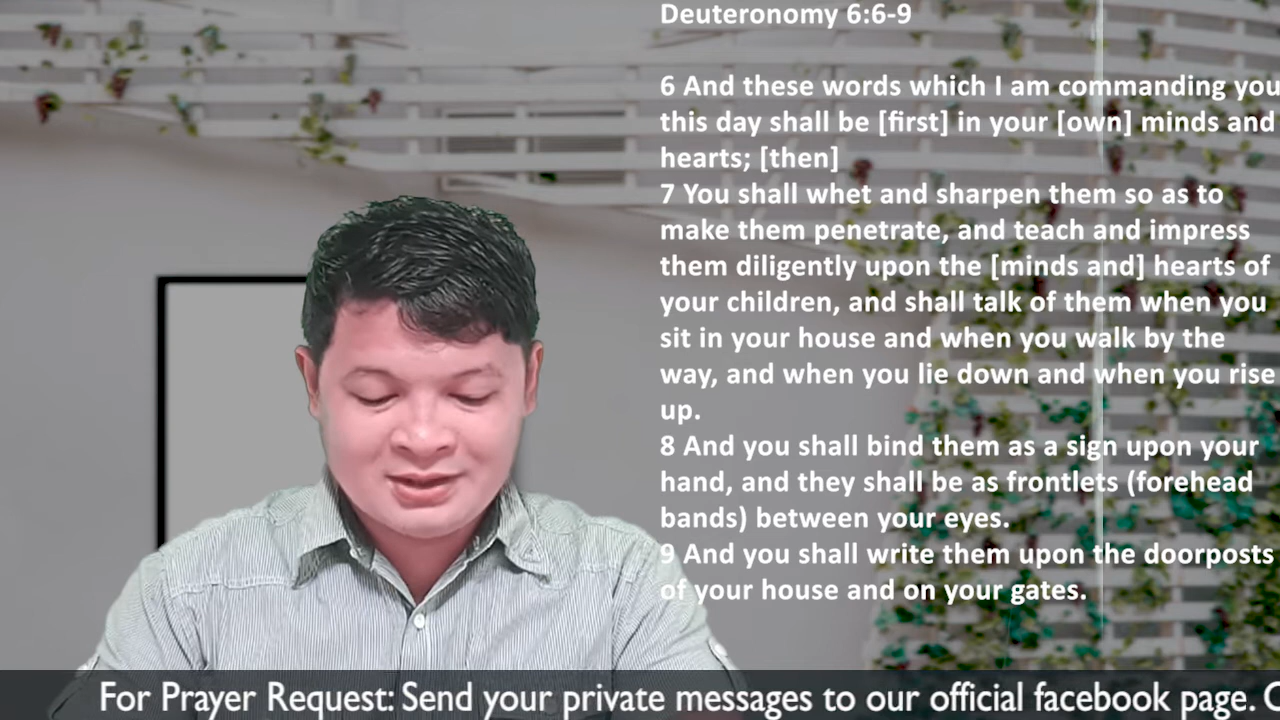 Deuteronomy 6:6-9
6 And these words which I am commanding you
this day shall be [first] in your [own] minds and
hearts; [then]
7 You shall whet and sharpen them so as to
make them penetrate, and teach and impress
them diligently upon the [minds and] hearts of
your children, and shall talk of them when you
sit in your house and when you walk by the
way, and when you lie down and when you rise
up.
8 And you shall bind them as a sign upon your
hand, and they shall be as frontlets (forehead
bands) between your eyes.
9 And you shall write them upon the doorposts
of your house and on your gates.
For Prayer Request: Send your private messages to our official facebook page.